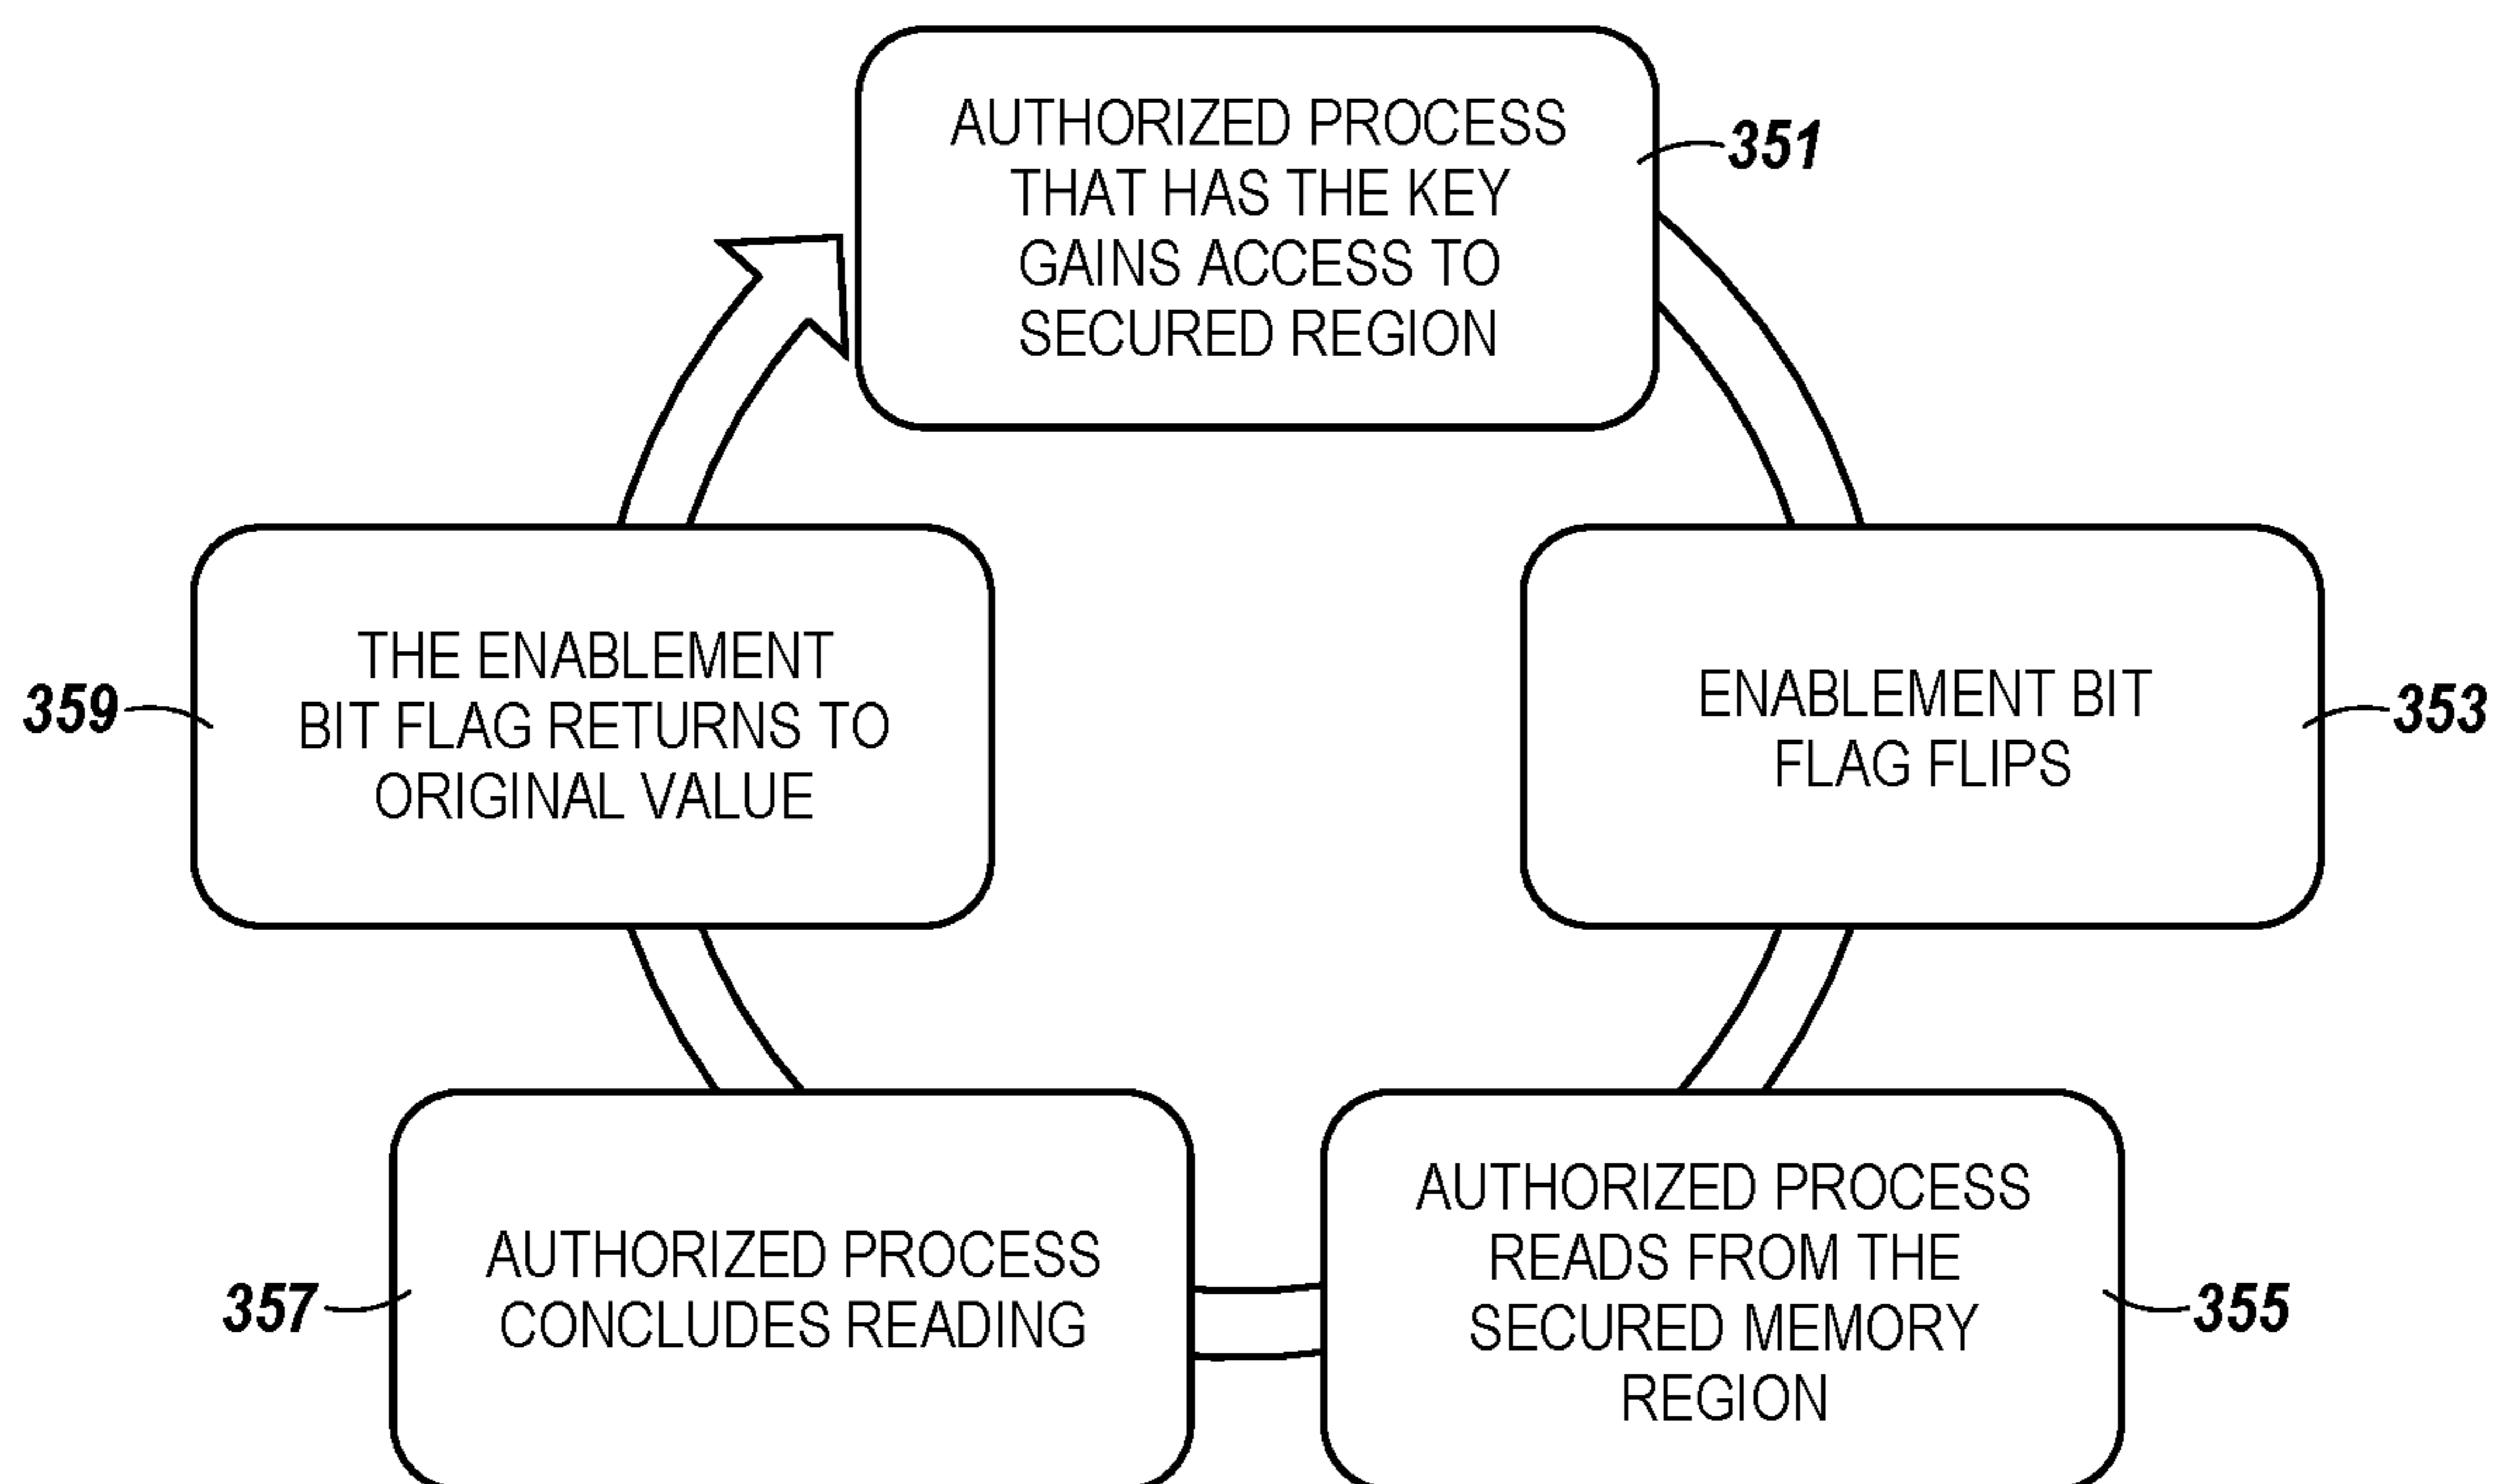 AUTHORIZED PROCESS
THAT HAS THE KEY
GAINS ACCESS TO
SECURED REGION
351
ENABLEMENT BIT
FLAG FLIPS
353
AUTHORIZED PROCESS
READS FROM THE
SECURED MEMORY
REGION
355
AUTHORIZED PROCESS
CONCLUDES READING
357
THE ENABLEMENT
BIT FLAG RETURNS TO
ORIGINAL VALUE
359